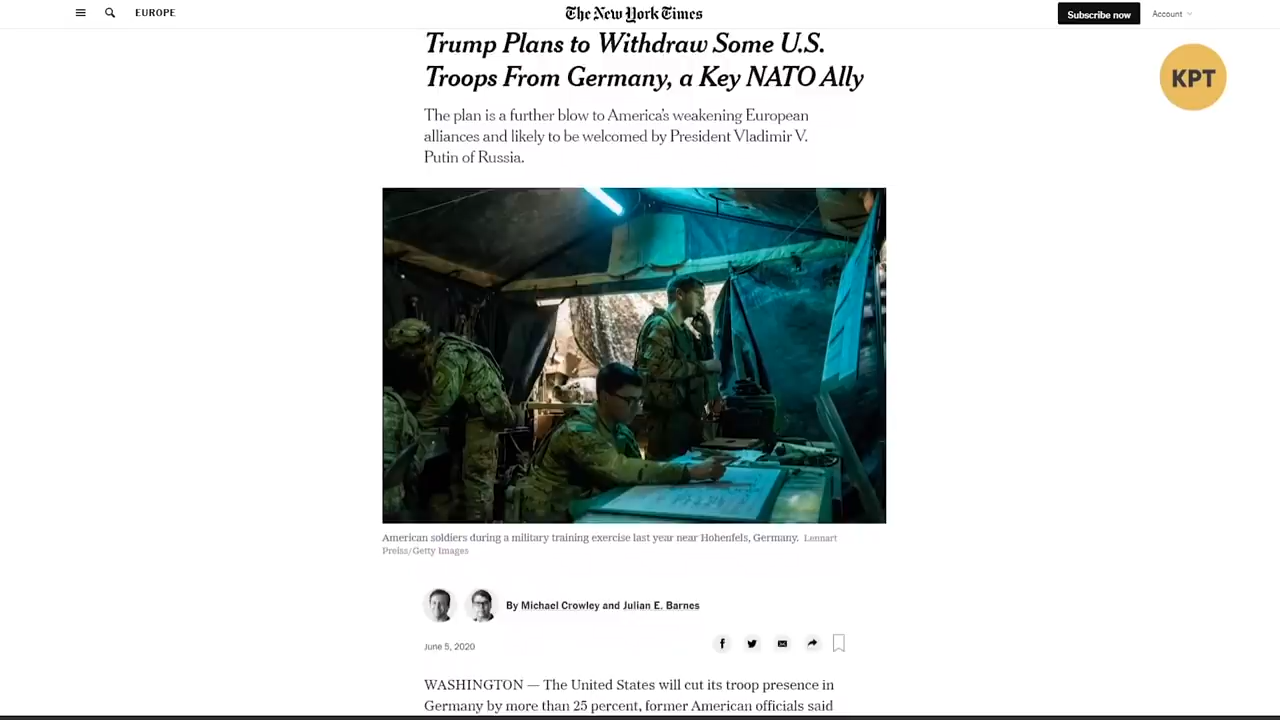 EUROPE
The New York Times
Subscribe now
Account
Trump Plans to Withdraw Some U.S.
Troops From Germany, a Key NATO Ally
KPT
The plan is a further blow to America's weakening European
alliances and likely to be welcomed by President Vladimir V.
Putin of Russia.
American soldiers during a military training exercise last year near Hohenfels, Germany. Lennart
Preiss/Getty Images
By Michael Crowley and Julian E. Barnes
June 5, 2020
WASHINGTON — The United States will cut its troop presence in
Germany by more than 25 percent, former American officials said